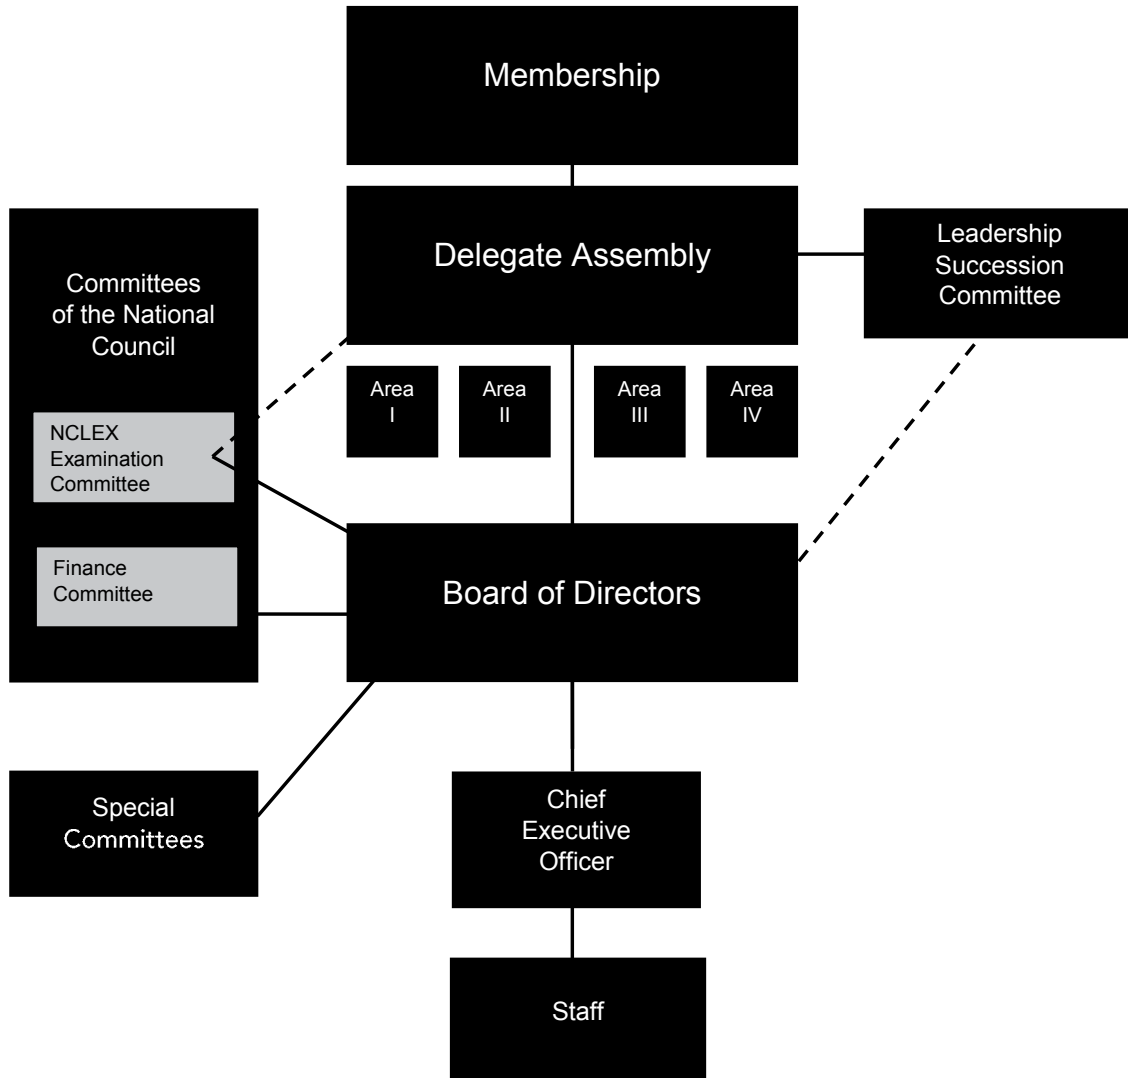 Membership
Delegate Assembly
Leadership
Succession
Committee
Committees
of the National
Council
Area
I
Area
II
Area
III
Area
IV
NCLEX
Examination
Committee
Finance
Committee
Board of Directors
Special
Committees
Chief
Executive
Officer
Staff